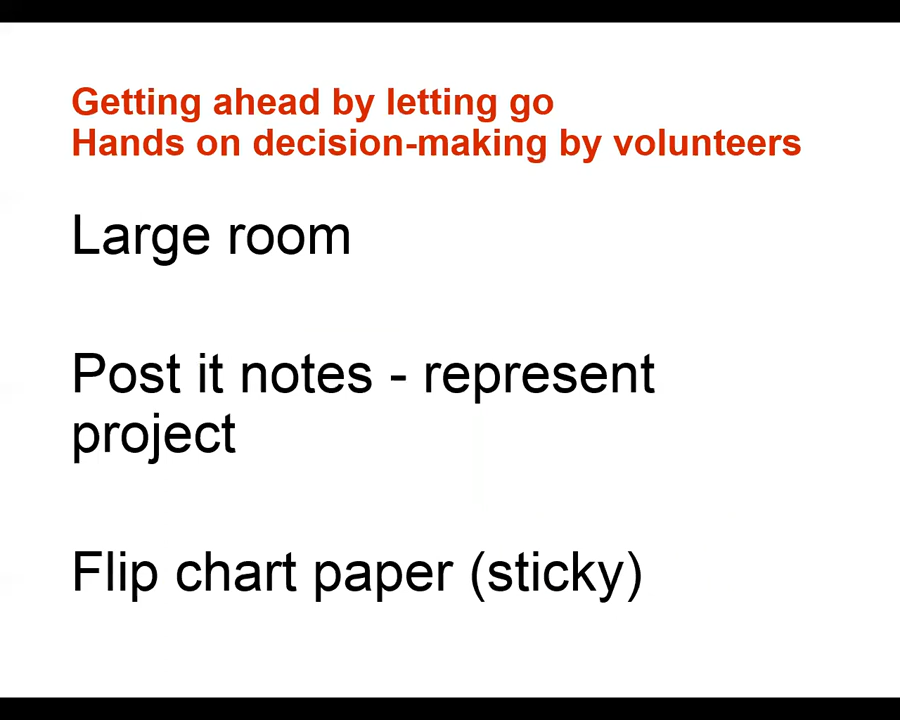 Getting ahead by letting go
Hands on decision-making by volunteers
Large room
Post it notes - represent
project
Flip chart paper (sticky)